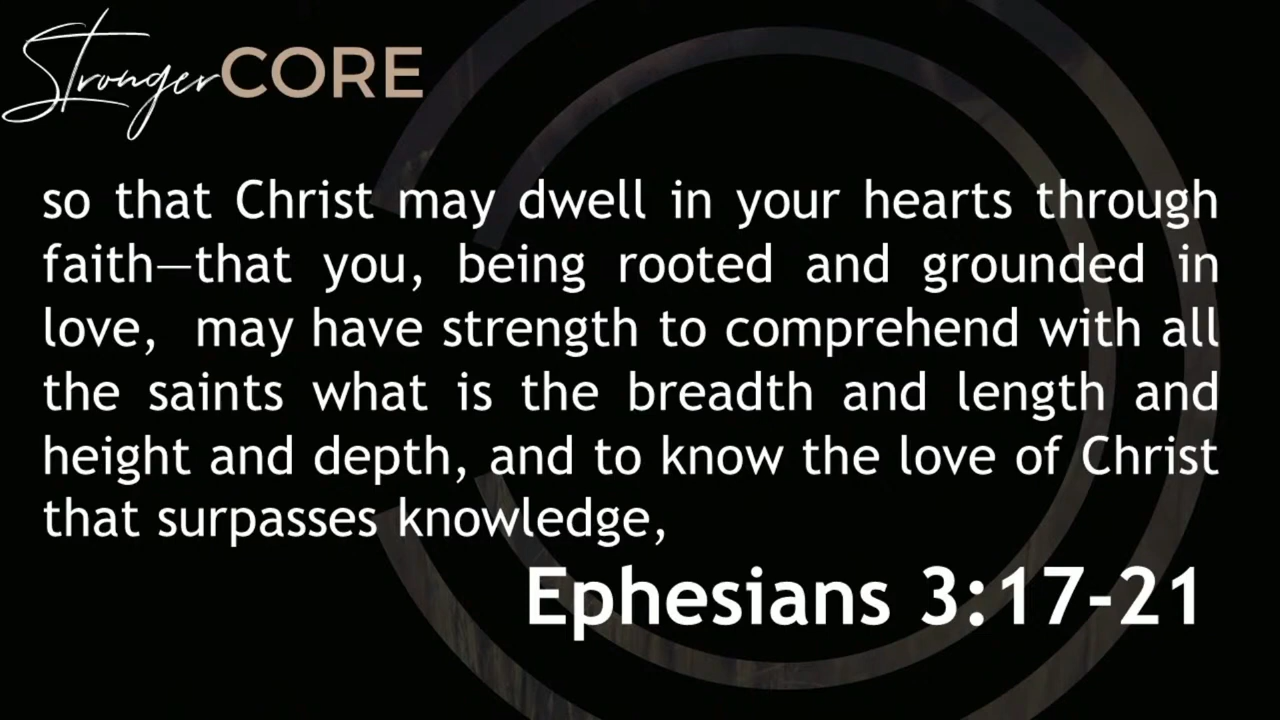 StrongerCORE
so that Christ may dwell in your hearts through
faith—that you, being rooted and grounded in
love,  may have strength to comprehend with all
the saints what is the breadth and length and
height and depth, and to know the love of Christ
that surpasses knowledge,
Ephesians 3:17-21